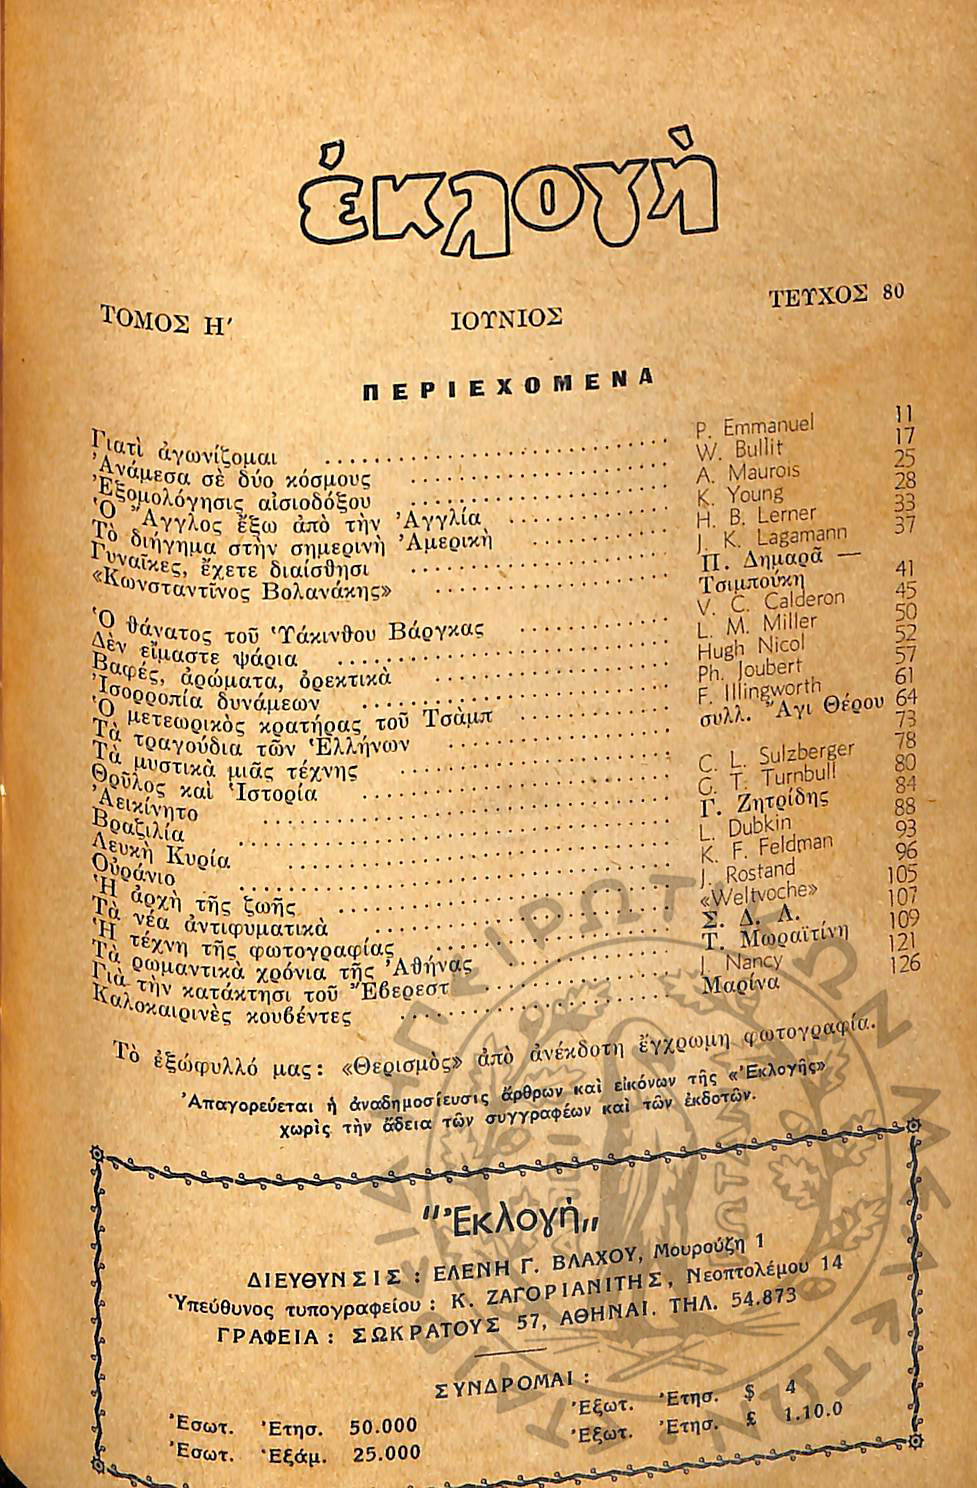 ἐκλογή
ΤΟΜΟΣ Η′ ΙΟΥΝΙΟΣ ΤΕΥΧΟΣ 80
ΠΕΡΙΕΧΟΜΕΝΑ
Γιατὶ ἀγωνίζομαι .......... P. Emmanuel 11
Ἀνάμεσα σὲ δύο κόσμους .......... W. Bullit 17
Ἐξομολόγησις αἰσιοδόξου .......... A. Maurois 25
Ὁ Ἄγγλος ἔξω ἀπὸ τὴν Ἀγγλία .......... K. Young 28
Τὸ διήγημα στὴν σημερινὴ Ἀμερικὴ .......... H. B. Lerner 33
Γυναῖκες, ἔχετε διαίσθησι .......... J. K. Lagamann 37
«Κωνσταντῖνος Βολανάκης» .......... Π. Δημαρᾶ —
Τσιμπούκη 41
Ὁ θάνατος τοῦ Ὑάκινθου Βάργκας .......... V. C. Calderon 45
Δὲν εἴμαστε ψάρια .......... L. M. Miller 50
Βαφές, ἀρώματα, ὀρεκτικὰ .......... Hugh Nicol 52
Ἰσορροπία δυνάμεων .......... Ph. Joubert 57
Ὁ μετεωρικὸς κρατήρας τοῦ Τσὰμπ .......... F. Illingworth 61
Τὰ τραγούδια τῶν Ἑλλήνων .......... συλλ. Ἄγι Θέρου 64
Τὰ μυστικὰ μιᾶς τέχνης .......... 73
Θρῦλος καὶ Ἱστορία .......... C. L. Sulzberger 78
Ἀεικίνητο .......... G. T. Turnbull 80
Βραζιλία .......... Γ. Ζητρίδης 84
Λευκὴ Κυρία .......... L. Dubkin 88
Οὐράνιο .......... K. F. Feldman 93
Ἡ ἀρχὴ τῆς ζωῆς .......... J. Rostand 96
Τὰ νέα ἀντιφυματικὰ .......... «Weltvoche» 105
Ἡ τέχνη τῆς φωτογραφίας .......... Σ. Δ. Λ. 107
Τὰ ρωμαντικὰ χρόνια τῆς Ἀθήνας .......... Τ. Μωραϊτίνη 109
Γιὰ τὴν κατάκτησι τοῦ Ἔβερεστ .......... J. Nancy 121
Καλοκαιρινὲς κουβέντες .......... Μαρίνα 126
Τὸ ἐξώφυλλό μας: «Θερισμὸς» ἀπὸ ἀνέκδοτη ἔγχρωμη φωτογραφία.
Ἀπαγορεύεται ἡ ἀναδημοσίευσις ἄρθρων καὶ εἰκόνων τῆς «Ἐκλογῆς»
χωρὶς τὴν ἄδεια τῶν συγγραφέων καὶ τῶν ἐκδοτῶν.
"Ἐκλογή"
ΔΙΕΥΘΥΝΣΙΣ : ΕΛΕΝΗ Γ. ΒΛΑΧΟΥ, Μουρούζη 1
Ὑπεύθυνος τυπογραφείου : Κ. ΖΑΓΟΡΙΑΝΙΤΗΣ, Νεοπτολέμου 14
ΓΡΑΦΕΙΑ : ΣΩΚΡΑΤΟΥΣ 57, ΑΘΗΝΑΙ. ΤΗΛ. 54.873
ΣΥΝΔΡΟΜΑΙ :
Ἐσωτ. Ἐτησ. 50.000 Ἐξωτ. Ἐτησ. $ 4
Ἐσωτ. Ἑξάμ. 25.000 Ἐξωτ. Ἐτησ. £ 1.10.0
ΕΤΑΙΡΕΙΑ ΗΠΕΙΡΩΤΙΚΩΝ ΜΕΛΕΤΩΝ